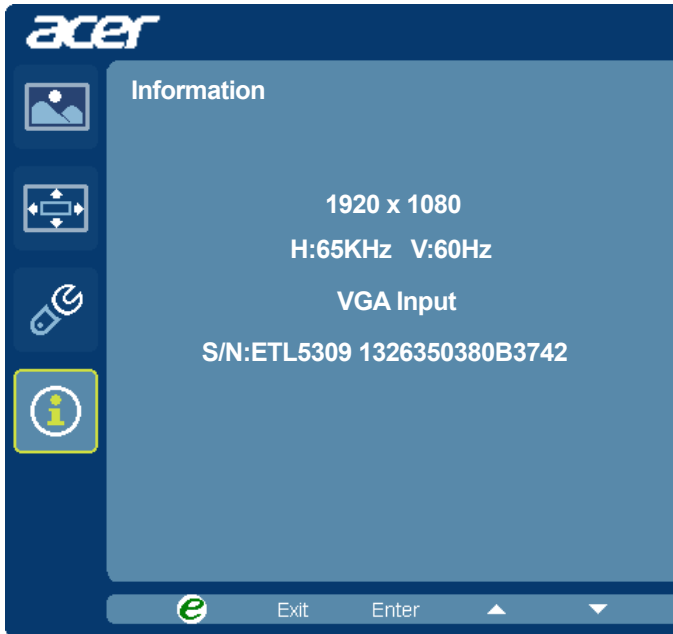 acer
Information
1920 x 1080
H:65KHz V:60Hz
VGA Input
S/N:ETL5309 1326350380B3742
e Exit Enter